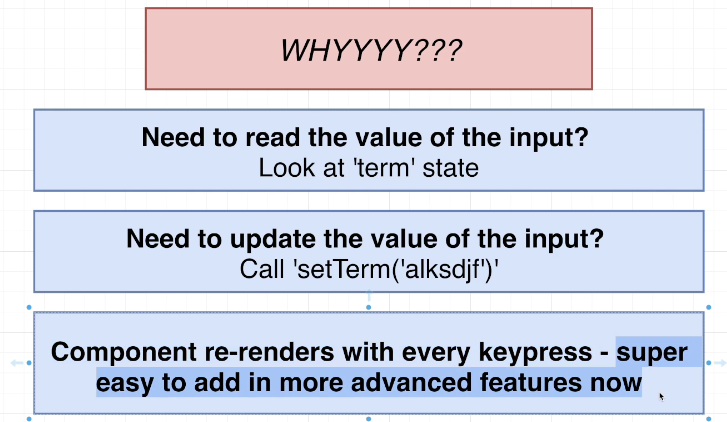 WHYYYY???
Need to read the value of the input?
Look at 'term' state
Need to update the value of the input?
Call 'setTerm('alksdjf')'
Component re-renders with every keypress - super
easy to add in more advanced features now